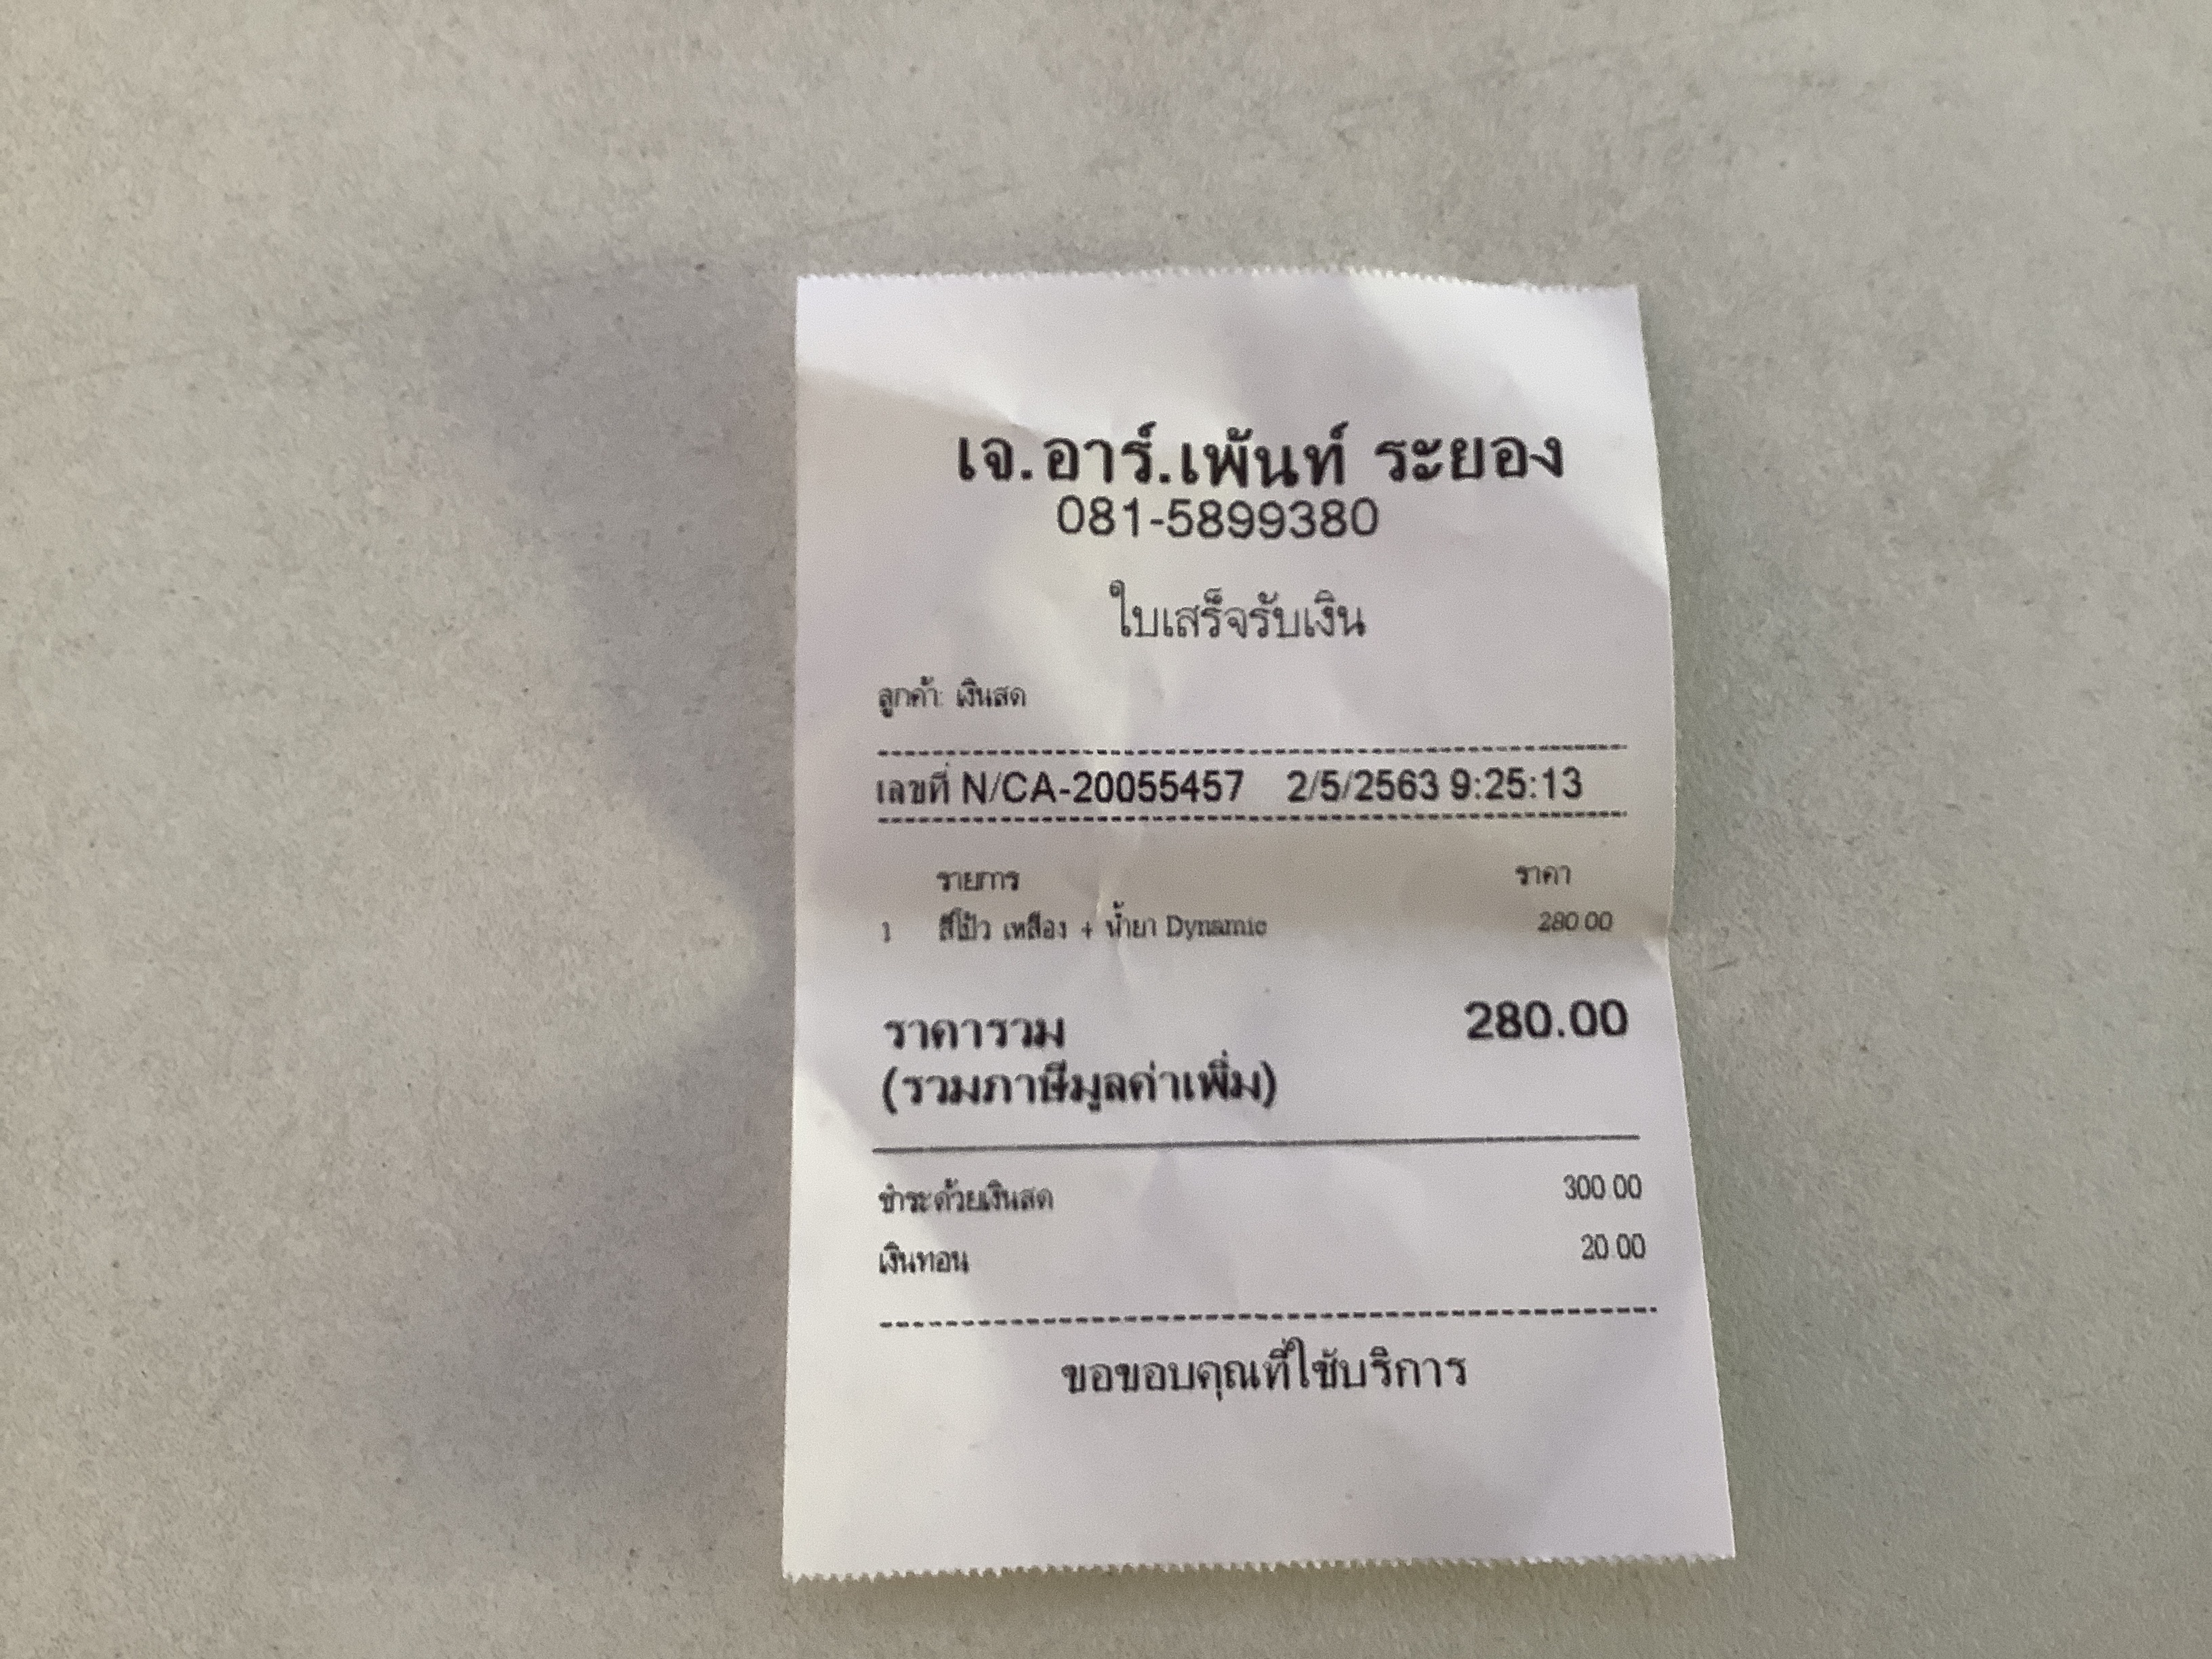 เจ.อาร์.เพ้นท์ ระยอง
081-5899380
ใบเสร็จรับเงิน
ลูกค้า: เงินสด
เลขที่ N/CA-20055457 2/5/2563 9:25:13
รายการ ราคา
1 สีโป๊ว เหลือง + น้ำยา Dynamic 280.00
ราคารวม 280.00
(รวมภาษีมูลค่าเพิ่ม)
ชำระด้วยเงินสด 300.00
เงินทอน 20.00
ขอขอบคุณที่ใช้บริการ